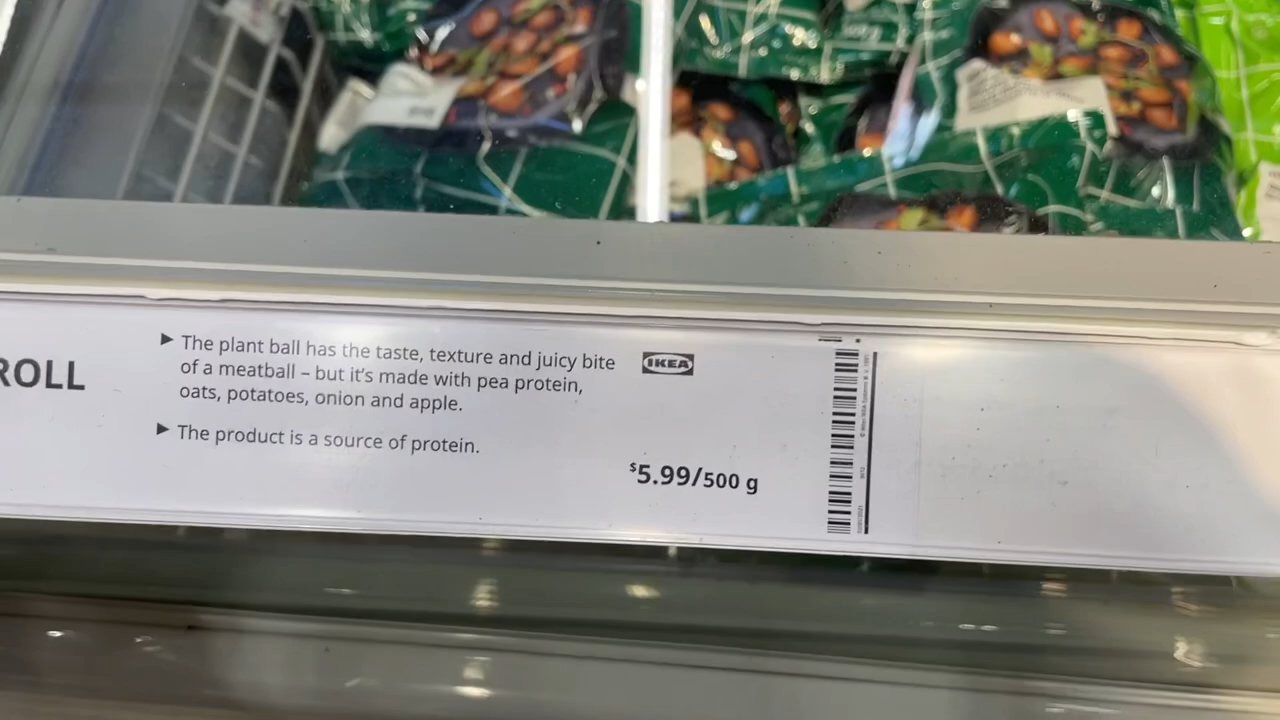 ROLL
▶ The plant ball has the taste, texture and juicy bite
of a meatball – but it's made with pea protein,
oats, potatoes, onion and apple.
▶ The product is a source of protein.
IKEA
$5.99/500 g